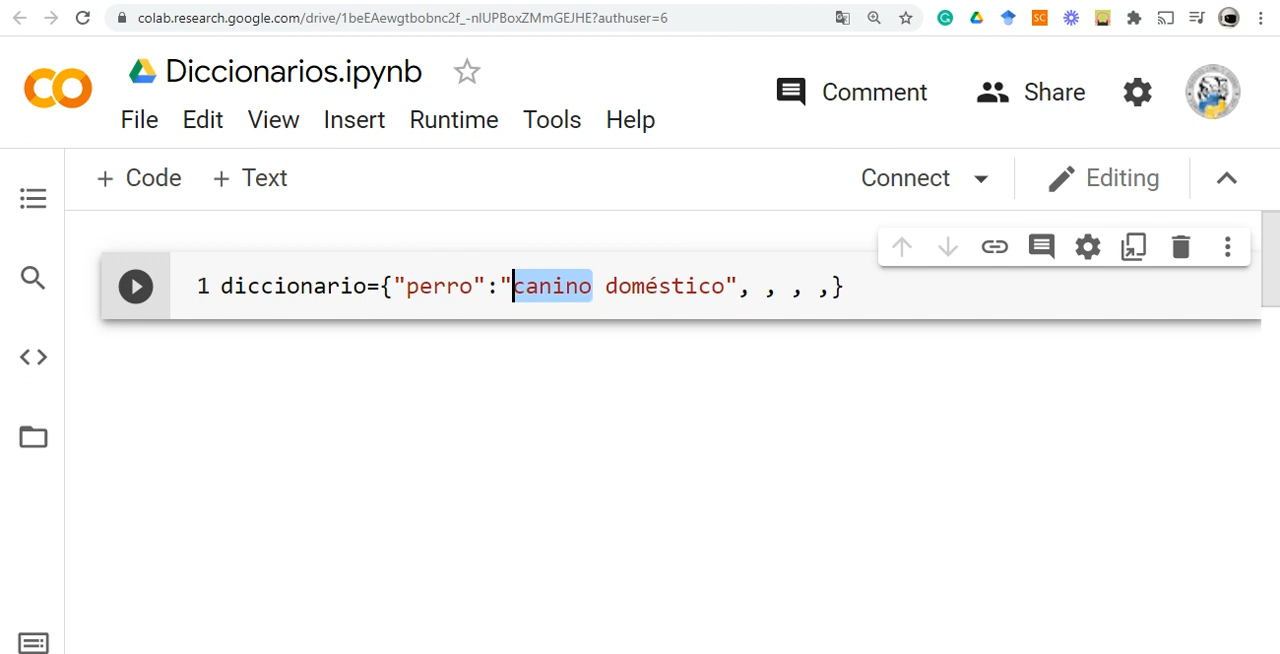 colab.research.google.com/drive/1beEAewgtbobnc2f_-nIUPBoxZMmGEJHE?authuser=6
SC
Diccionarios.ipynb
Comment
Share
File Edit View Insert Runtime Tools Help
+ Code + Text
Connect
Editing
1 diccionario={"perro":"canino doméstico", , , ,}